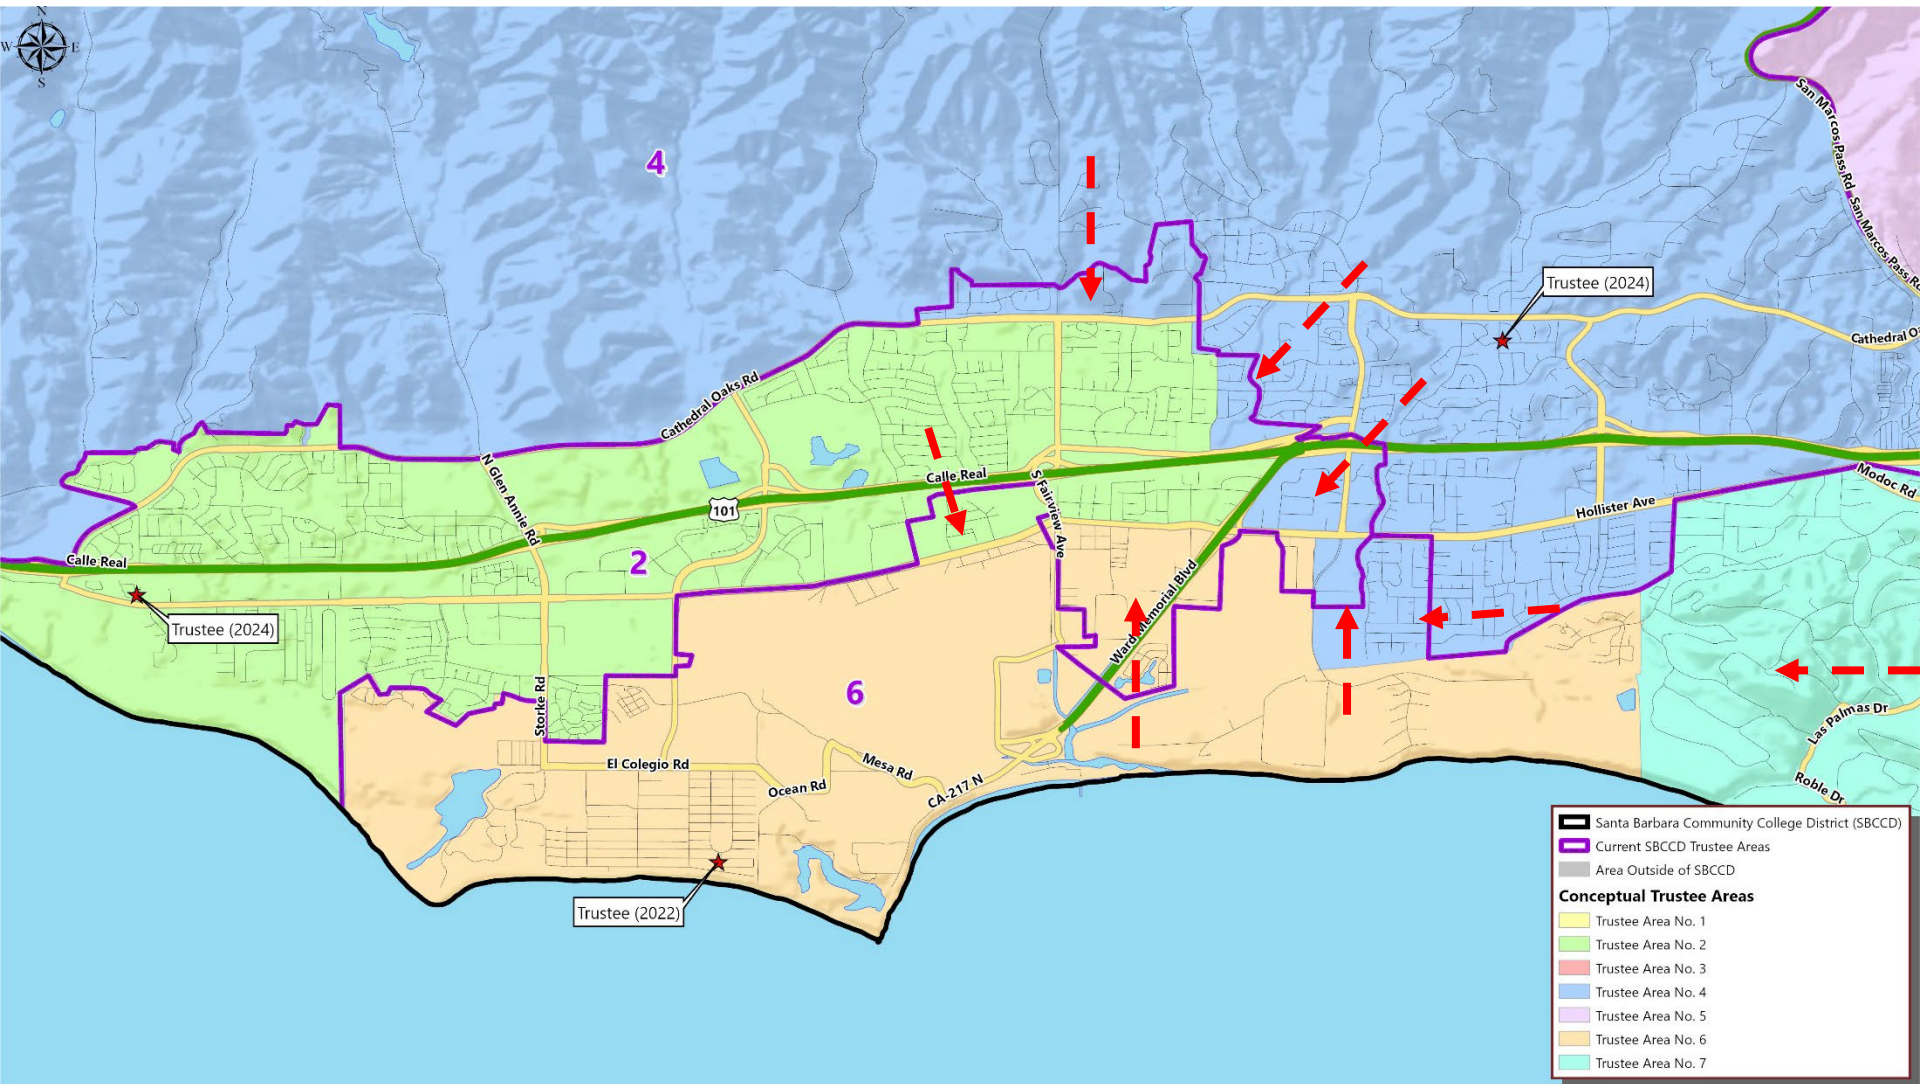 N
W E
S
4
San Marcos Pass Rd
San Marcos Pass Rd
Trustee (2024)
Cathedral O
Cathedral Oaks Rd
N Glen Annie Rd
Calle Real
S Fairview Ave
101
Modoc Rd
Hollister Ave
Calle Real
2
Ward Memorial Blvd
Trustee (2024)
6
Storke Rd
Las Palmas Dr
El Colegio Rd
Mesa Rd
Ocean Rd
CA-217 N
Roble Dr
Trustee (2022)
Santa Barbara Community College District (SBCCD)
Current SBCCD Trustee Areas
Area Outside of SBCCD
Conceptual Trustee Areas
Trustee Area No. 1
Trustee Area No. 2
Trustee Area No. 3
Trustee Area No. 4
Trustee Area No. 5
Trustee Area No. 6
Trustee Area No. 7